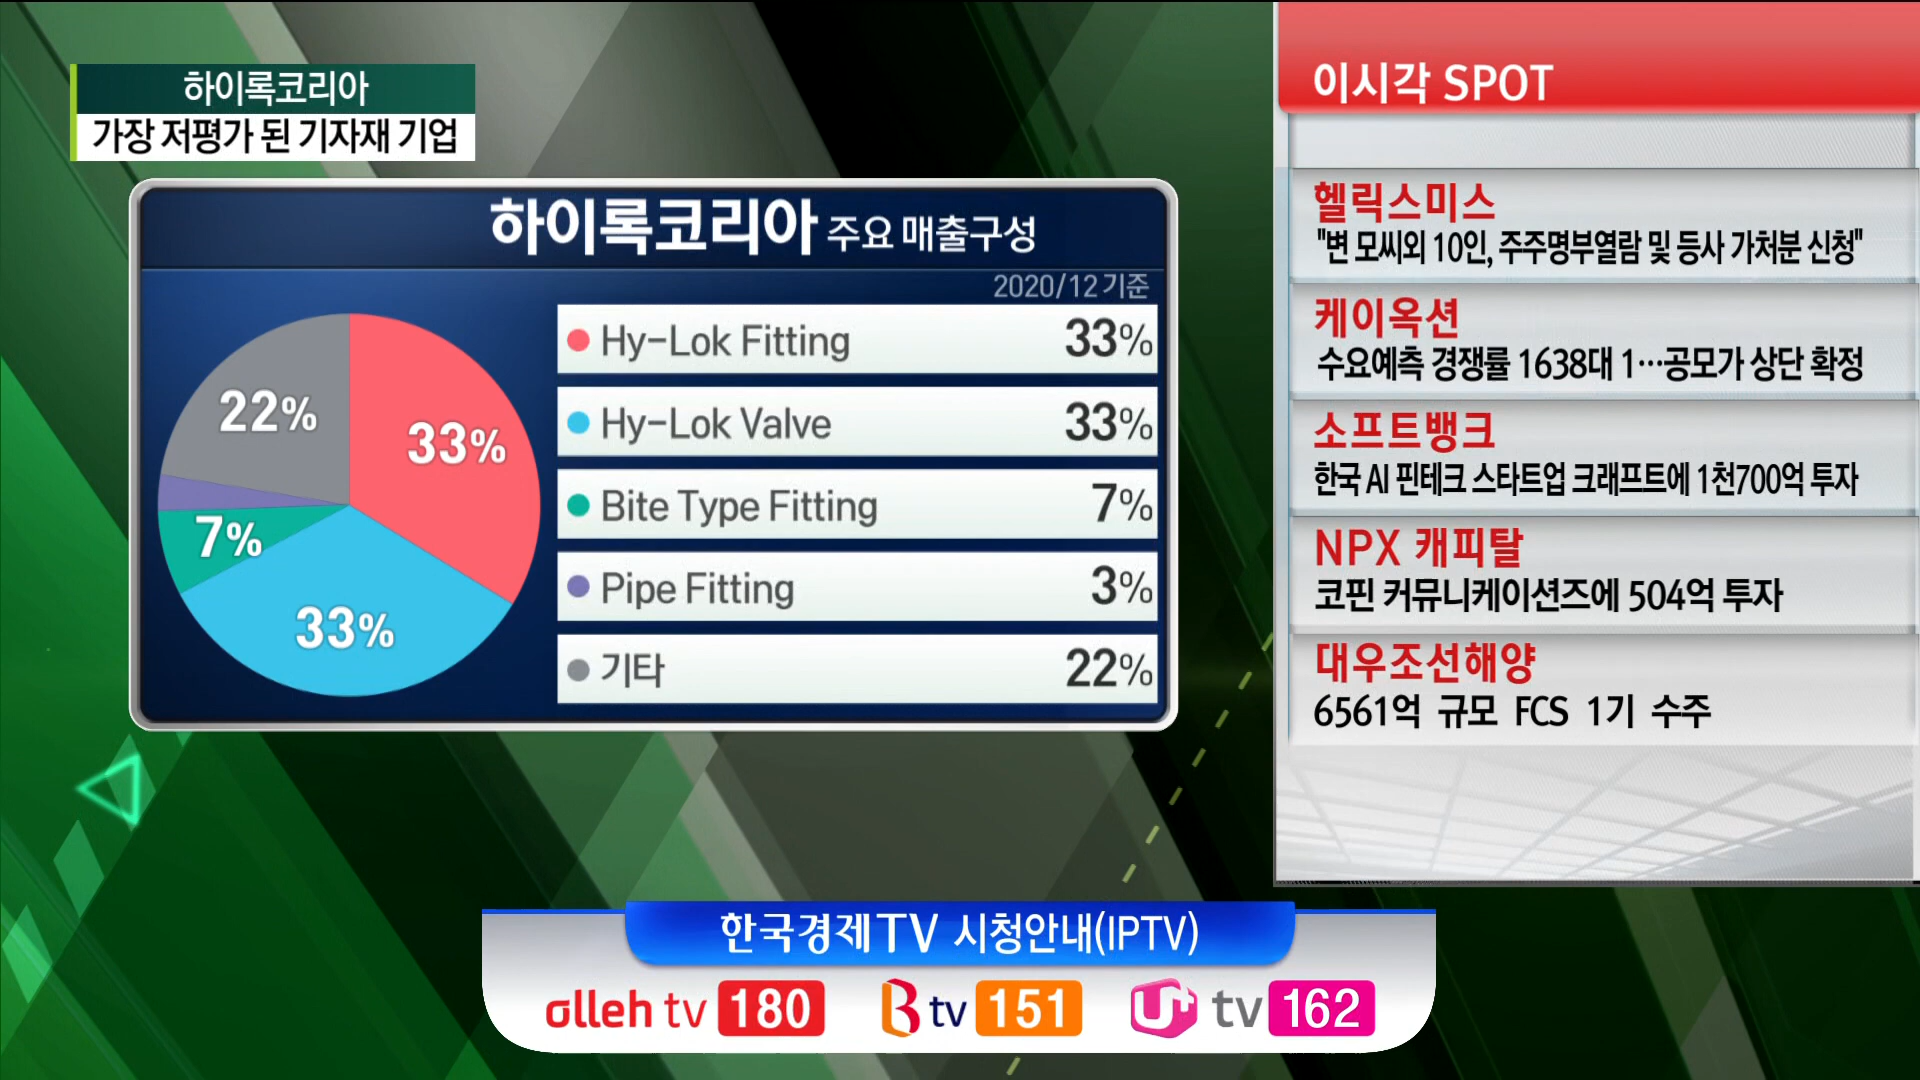 하이록코리아
가장 저평가 된 기자재 기업
하이록코리아 주요 매출구성
2020/12기준
22%
33%
7%
33%
Hy-Lok Fitting 33%
Hy-Lok Valve 33%
Bite Type Fitting 7%
Pipe Fitting 3%
기타 22%
이시각 SPOT
헬릭스미스
"변 모씨외 10인, 주주명부열람 및 등사 가처분 신청"
케이옥션
수요예측 경쟁률 1638대 1…공모가 상단 확정
소프트뱅크
한국 AI 핀테크 스타트업 크래프트에 1천700억 투자
NPX 캐피탈
코핀 커뮤니케이션즈에 504억 투자
대우조선해양
6561억 규모 FCS 1기 수주
한국경제TV 시청안내(IPTV)
olleh tv 180 B tv 151 U+ tv 162